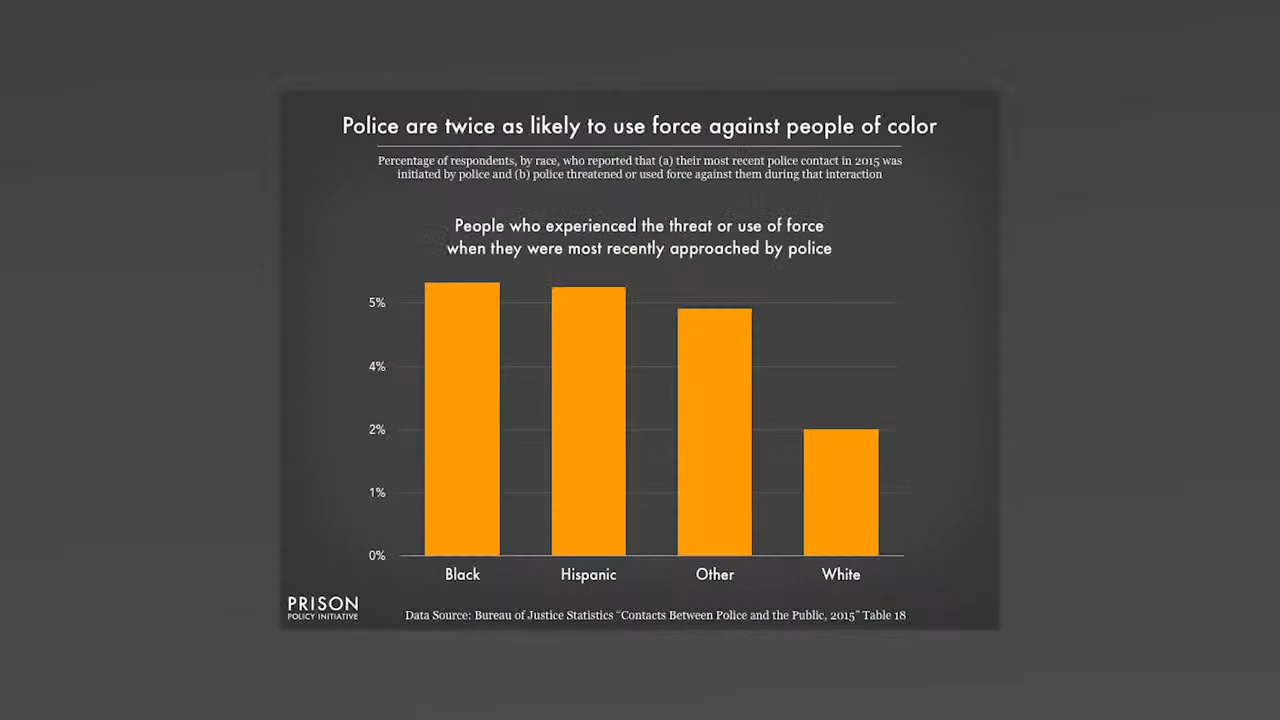 Police are twice as likely to use force against people of color
Percentage of respondents, by race, who reported that (a) their most recent police contact in 2015 was
initiated by police and (b) police threatened or used force against them during that interaction
People who experienced the threat or use of force
when they were most recently approached by police
5%
4%
2%
1%
0%
Black
Hispanic
Other
White
PRISON
POLICY INITIATIVE
Data Source: Bureau of Justice Statistics “Contacts Between Police and the Public, 2015” Table 18